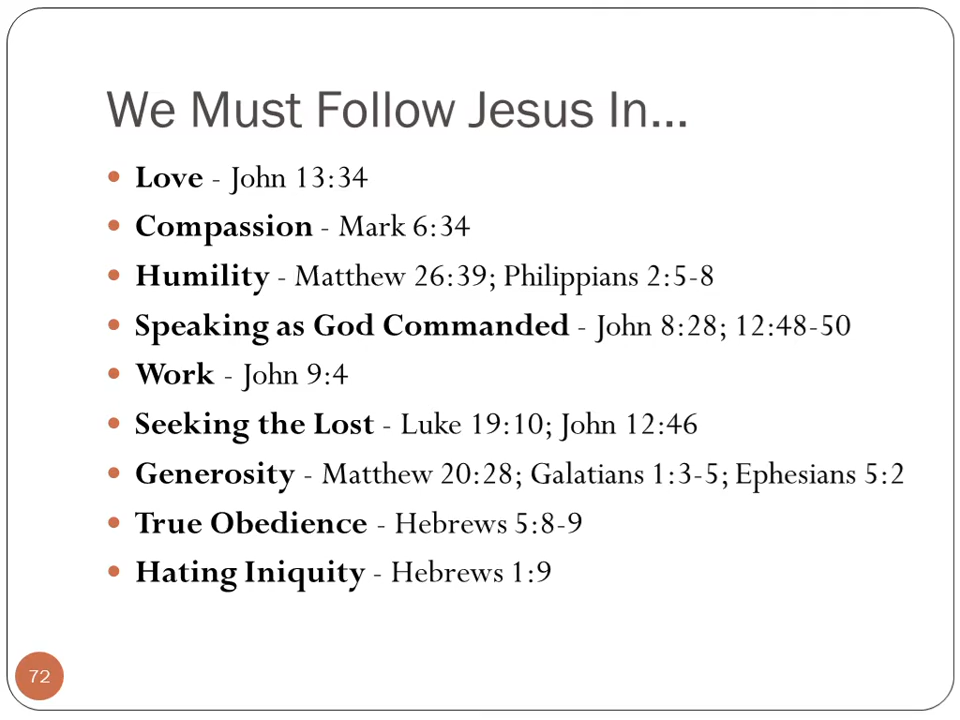 We Must Follow Jesus In...
• Love - John 13:34
• Compassion - Mark 6:34
• Humility - Matthew 26:39; Philippians 2:5-8
• Speaking as God Commanded - John 8:28; 12:48-50
• Work - John 9:4
• Seeking the Lost - Luke 19:10; John 12:46
• Generosity - Matthew 20:28; Galatians 1:3-5; Ephesians 5:2
• True Obedience - Hebrews 5:8-9
• Hating Iniquity - Hebrews 1:9
72